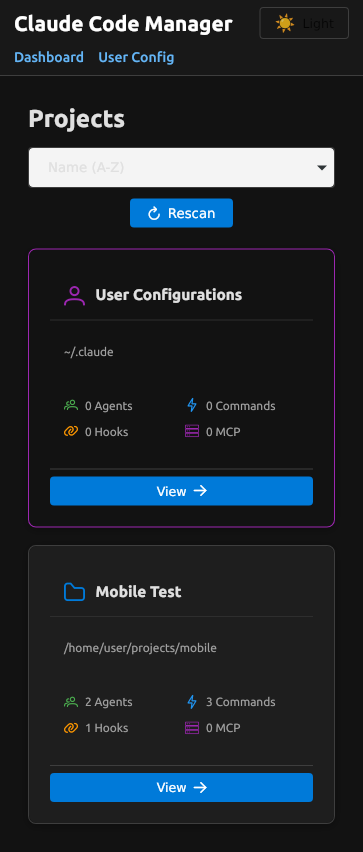 Claude Code Manager
Light
Dashboard User Config
Projects
Name (A-Z)
Rescan
User Configurations
~/.claude
0 Agents 0 Commands
0 Hooks 0 MCP
View
Mobile Test
/home/user/projects/mobile
2 Agents 3 Commands
1 Hooks 0 MCP
View